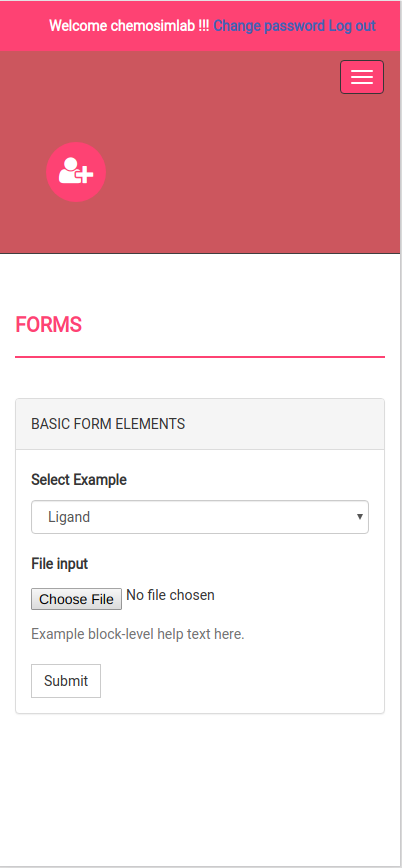 Welcome chemosimlab !!! Change password Log out
FORMS
BASIC FORM ELEMENTS
Select Example
Ligand
File input
Choose File No file chosen
Example block-level help text here.
Submit